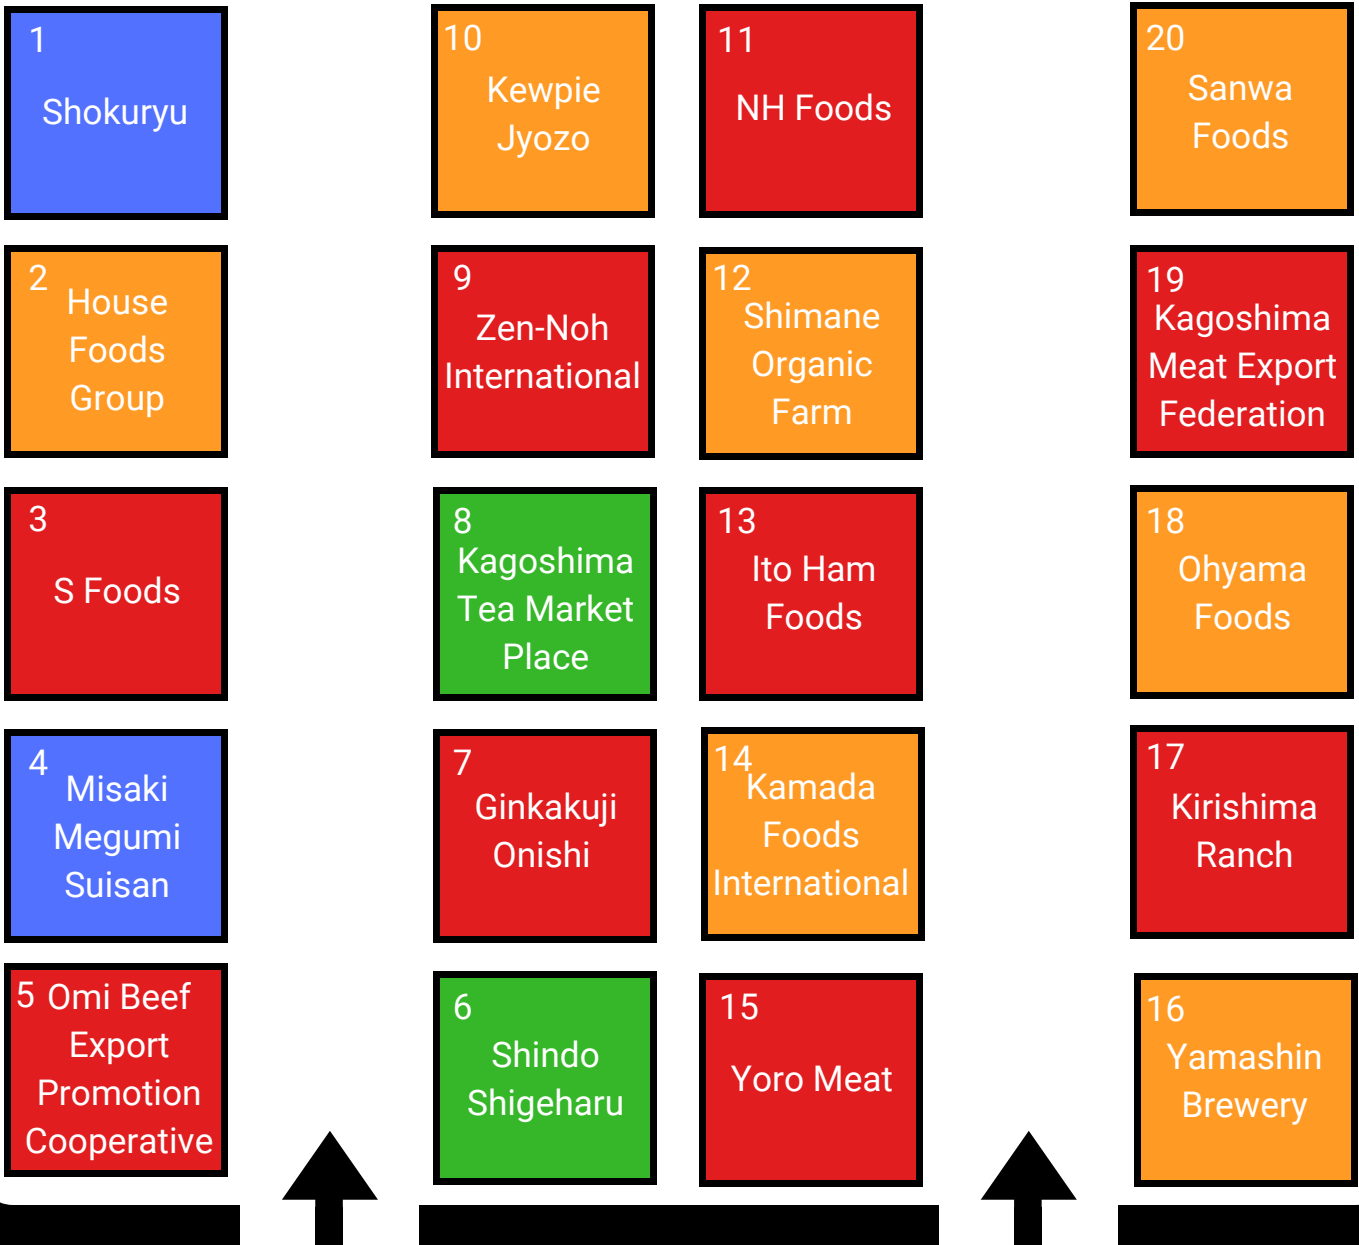 1
Shokuryu
10
Kewpie
Jyozo
11
NH Foods
20
Sanwa
Foods
2
House
Foods
Group
9
Zen-Noh
International
12
Shimane
Organic
Farm
19
Kagoshima
Meat Export
Federation
3
S Foods
8
Kagoshima
Tea Market
Place
13
Ito Ham
Foods
18
Ohyama
Foods
4
Misaki
Megumi
Suisan
7
Ginkakuji
Onishi
14
Kamada
Foods
International
17
Kirishima
Ranch
5 Omi Beef
Export
Promotion
Cooperative
6
Shindo
Shigeharu
15
Yoro Meat
16
Yamashin
Brewery